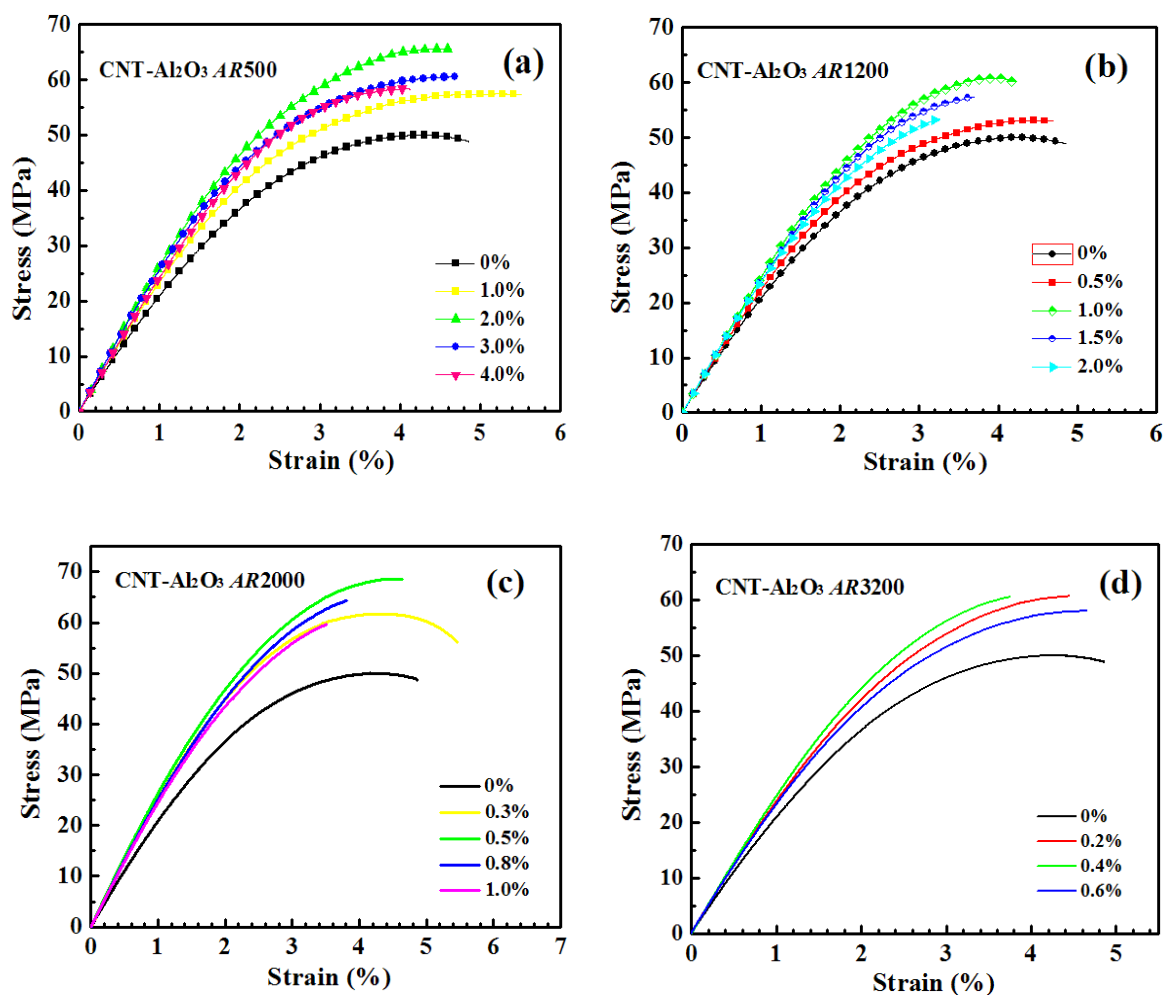 CNT-Al₂O₃ AR500
(a)
Stress (MPa)
70
60
50
40
30
20
10
0
0%
1.0%
2.0%
3.0%
4.0%
0 1 2 3 4 5 6
Strain (%)
CNT-Al₂O₃ AR1200
(b)
Stress (MPa)
70
60
50
40
30
20
10
0
0%
0.5%
1.0%
1.5%
2.0%
0 1 2 3 4 5 6
Strain (%)
CNT-Al₂O₃ AR2000
(c)
Stress (MPa)
70
60
50
40
30
20
10
0
0%
0.3%
0.5%
0.8%
1.0%
0 1 2 3 4 5 6 7
Strain (%)
CNT-Al₂O₃ AR3200
(d)
Stress (MPa)
70
60
50
40
30
20
10
0
0%
0.2%
0.4%
0.6%
0 1 2 3 4 5
Strain (%)